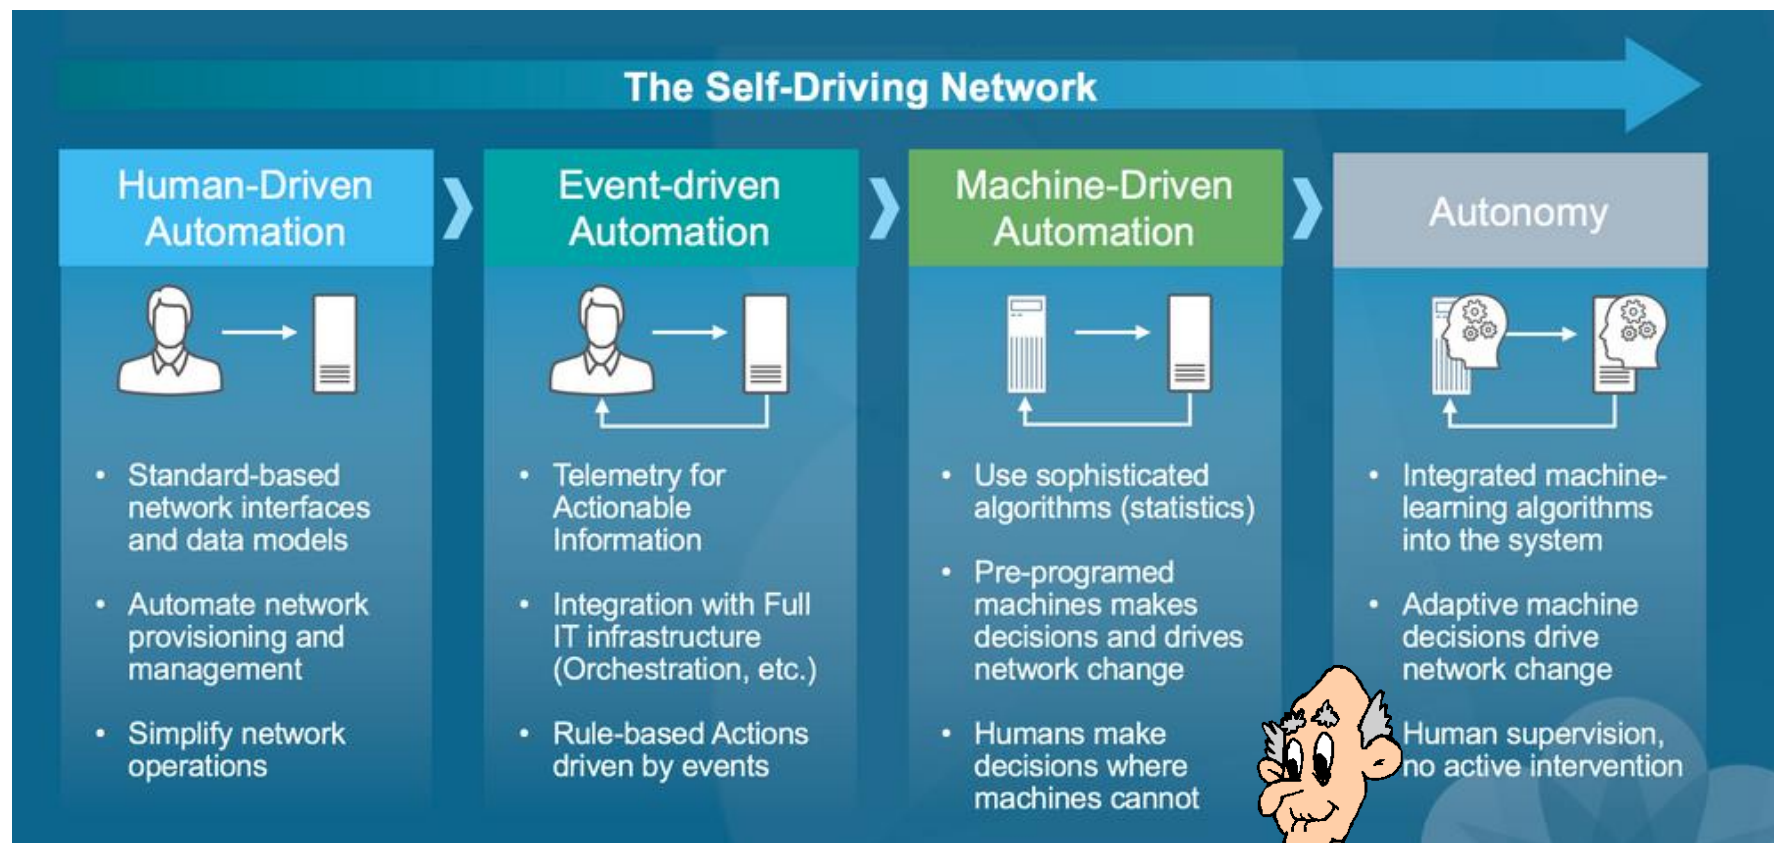 The Self-Driving Network
Human-Driven
Automation
Event-driven
Automation
Machine-Driven
Automation
Autonomy
• Standard-based
network interfaces
and data models
• Automate network
provisioning and
management
• Simplify network
operations
• Telemetry for
Actionable
Information
• Integration with Full
IT infrastructure
(Orchestration, etc.)
• Rule-based Actions
driven by events
• Use sophisticated
algorithms (statistics)
• Pre-programed
machines makes
decisions and drives
network change
• Humans make
decisions where
machines cannot
• Integrated machine-
learning algorithms
into the system
• Adaptive machine
decisions drive
network change
Human supervision,
no active intervention